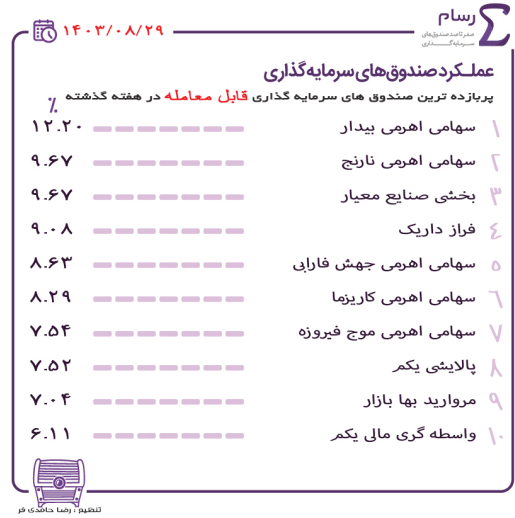 رسام
صفر تا صد صندوق‌های
سرمایه‌گذاری
۱۴۰۳/۰۸/۲۹
عملکرد صندوق‌های سرمایه‌گذاری
پربازده ترین صندوق های سرمایه گذاری قابل معامله در هفته گذشته
٪
۱ سهامی اهرمی بیدار ۱۲.۲۰
۲ سهامی اهرمی نارنج ۹.۶۷
۳ بخشی صنایع معیار ۹.۶۷
۴ فراز داریک ۹.۰۸
۵ سهامی اهرمی جهش فارابی ۸.۶۳
۶ سهامی اهرمی کاریزما ۸.۲۹
۷ سهامی اهرمی موج فیروزه ۷.۵۴
۸ پالایشی یکم ۷.۵۲
۹ مروارید بها بازار ۷.۰۴
۱۰ واسطه گری مالی یکم ۶.۱۱
تنظیم : رضا حامدی فر